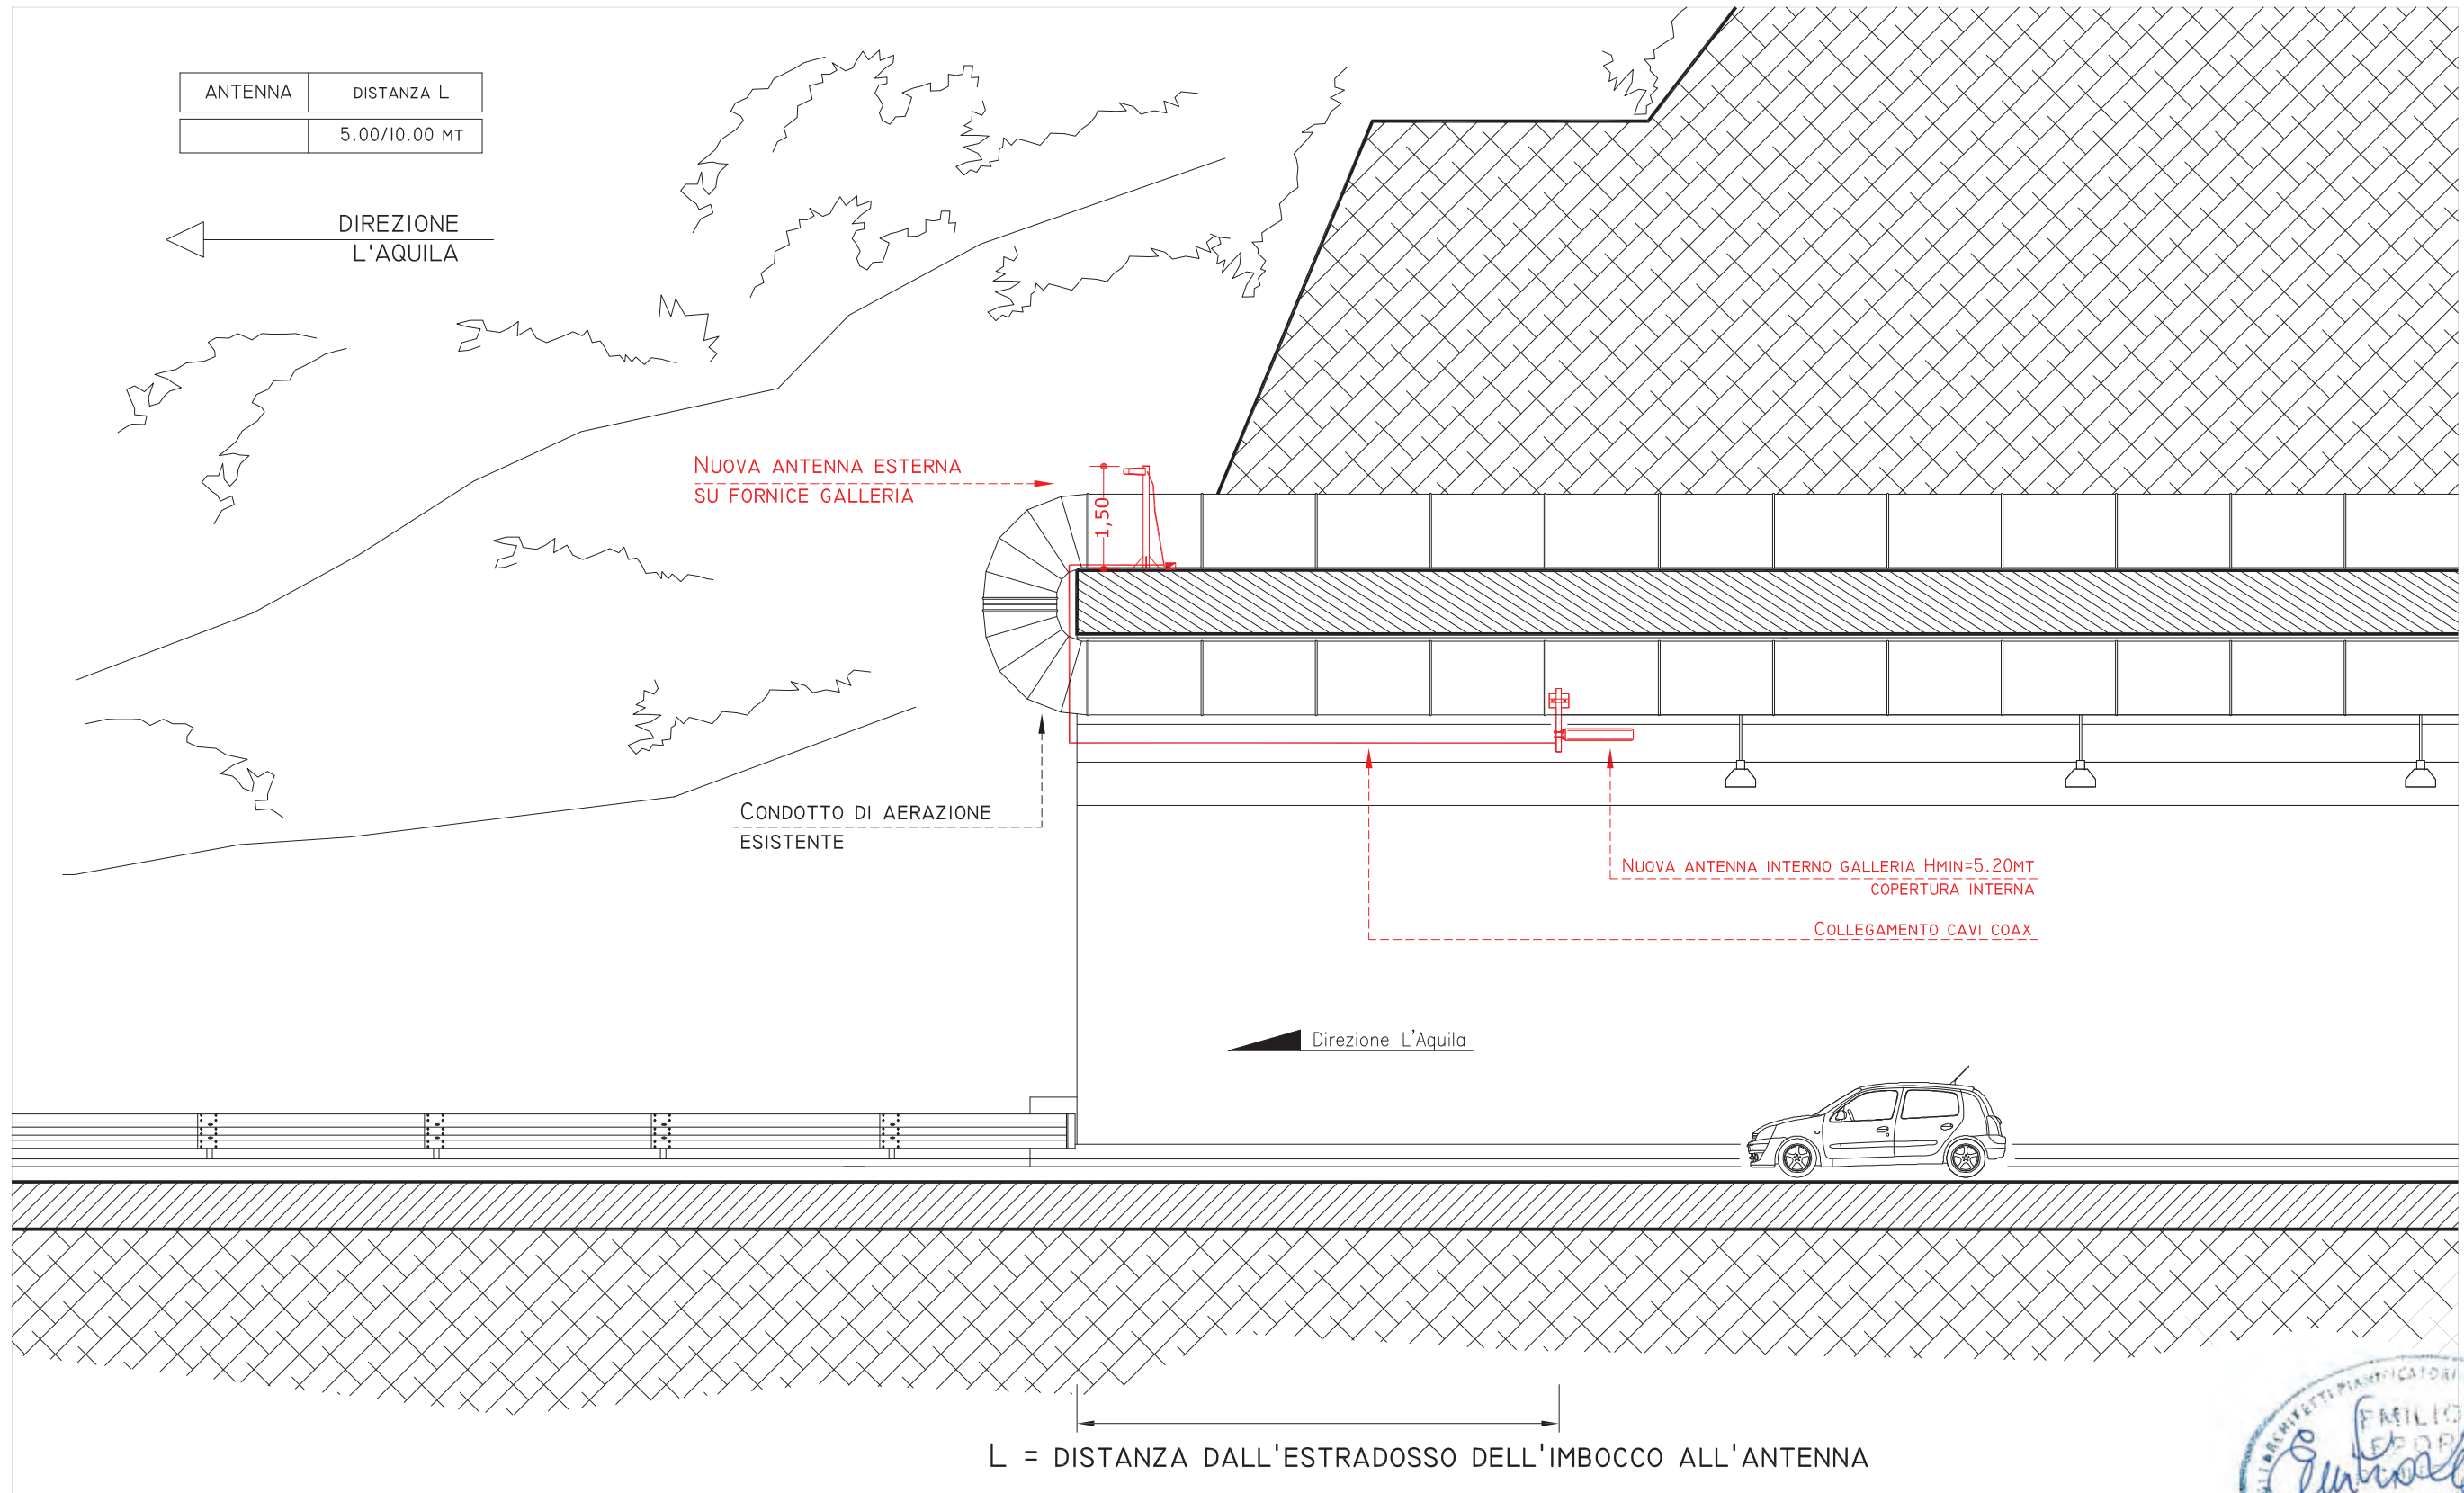 ANTENNA DISTANZA L
5.00/10.00 MT
DIREZIONE
L'AQUILA
NUOVA ANTENNA ESTERNA
SU FORNICE GALLERIA
1,50
CONDOTTO DI AERAZIONE
ESISTENTE
NUOVA ANTENNA INTERNO GALLERIA HMIN=5.20MT
COPERTURA INTERNA
COLLEGAMENTO CAVI COAX
Direzione L'Aquila
L = DISTANZA DALL'ESTRADOSSO DELL'IMBOCCO ALL'ANTENNA
EMILIO